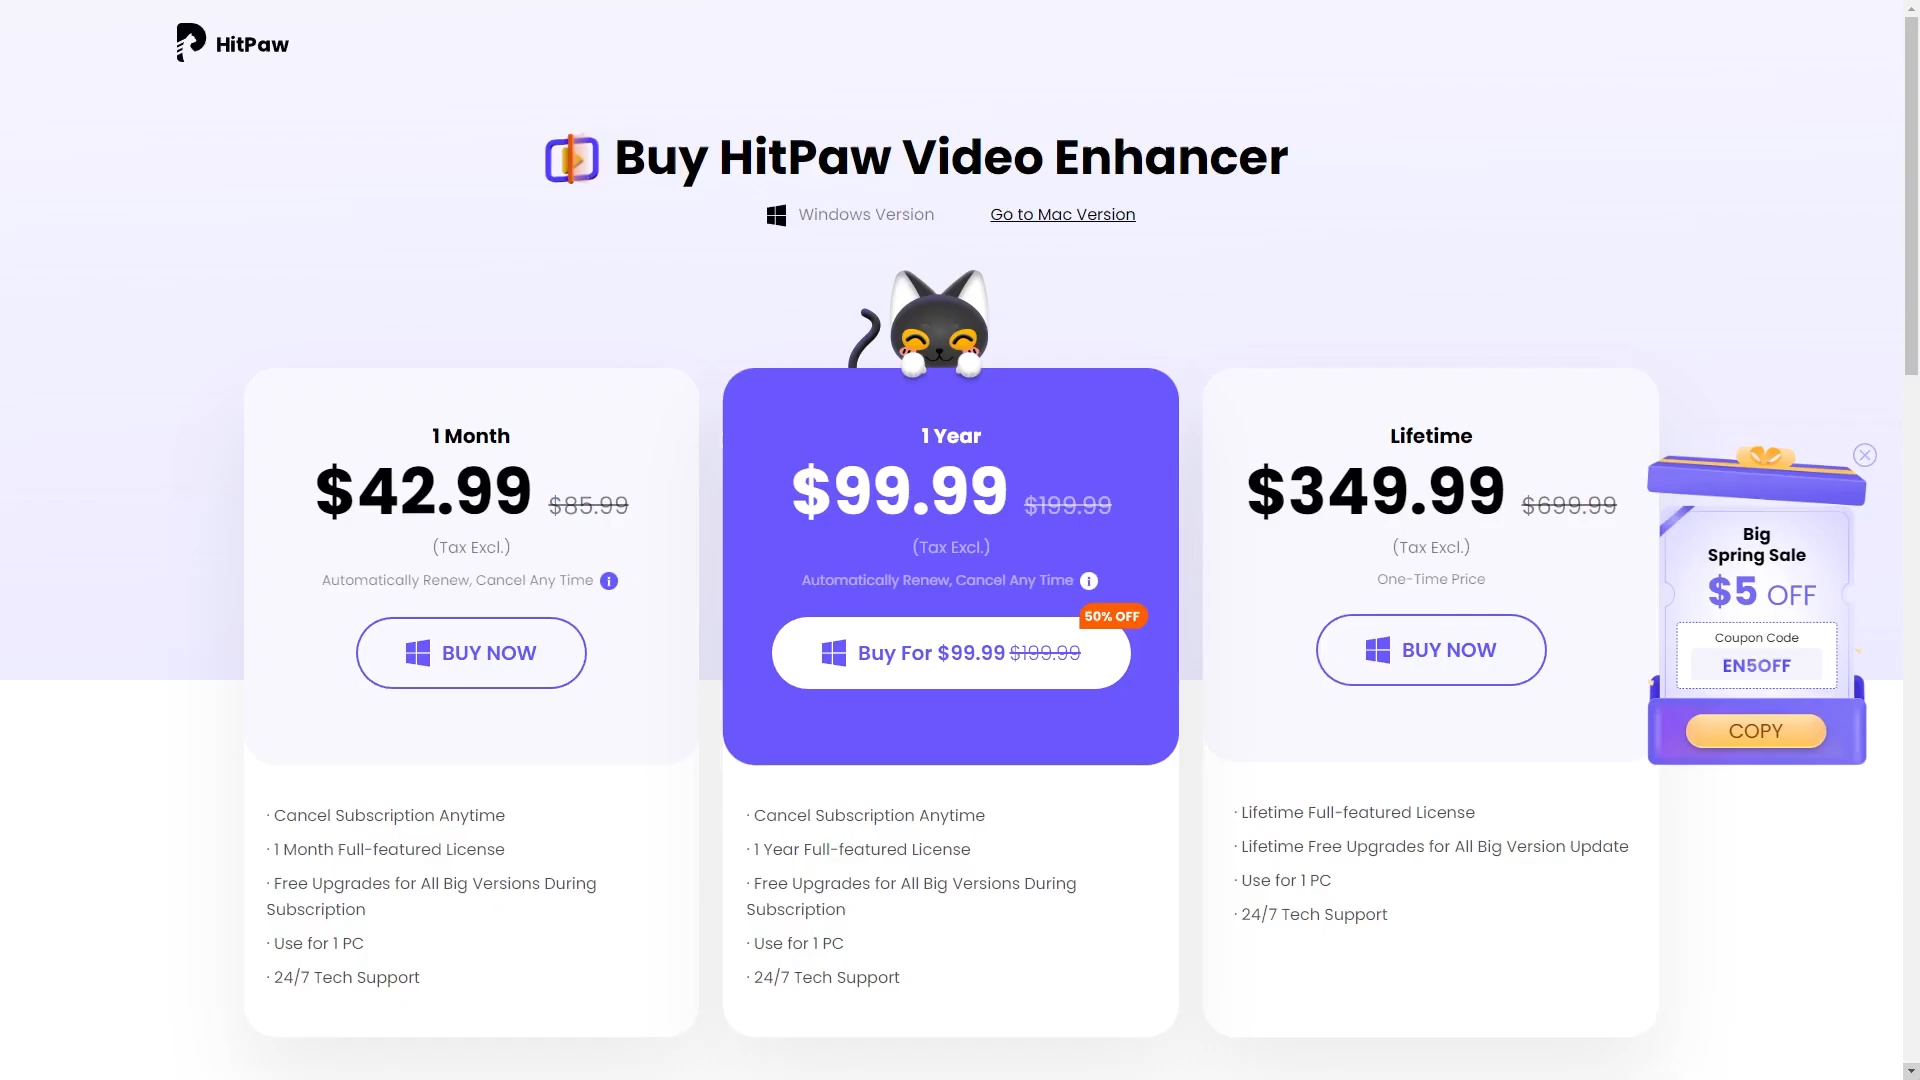 HitPaw
Buy HitPaw Video Enhancer
Windows Version
Go to Mac Version
1 Month
$42.99 $85.99
(Tax Excl.)
Automatically Renew, Cancel Any Time i
BUY NOW
· Cancel Subscription Anytime
· 1 Month Full-featured License
· Free Upgrades for All Big Versions During
Subscription
· Use for 1 PC
· 24/7 Tech Support
1 Year
$99.99 $199.99
(Tax Excl.)
Automatically Renew, Cancel Any Time i
50% OFF
Buy For $99.99 $199.99
· Cancel Subscription Anytime
· 1 Year Full-featured License
· Free Upgrades for All Big Versions During
Subscription
· Use for 1 PC
· 24/7 Tech Support
Lifetime
$349.99 $699.99
(Tax Excl.)
One-Time Price
BUY NOW
· Lifetime Full-featured License
· Lifetime Free Upgrades for All Big Version Update
· Use for 1 PC
· 24/7 Tech Support
Big
Spring Sale
$5 OFF
Coupon Code
EN5OFF
COPY